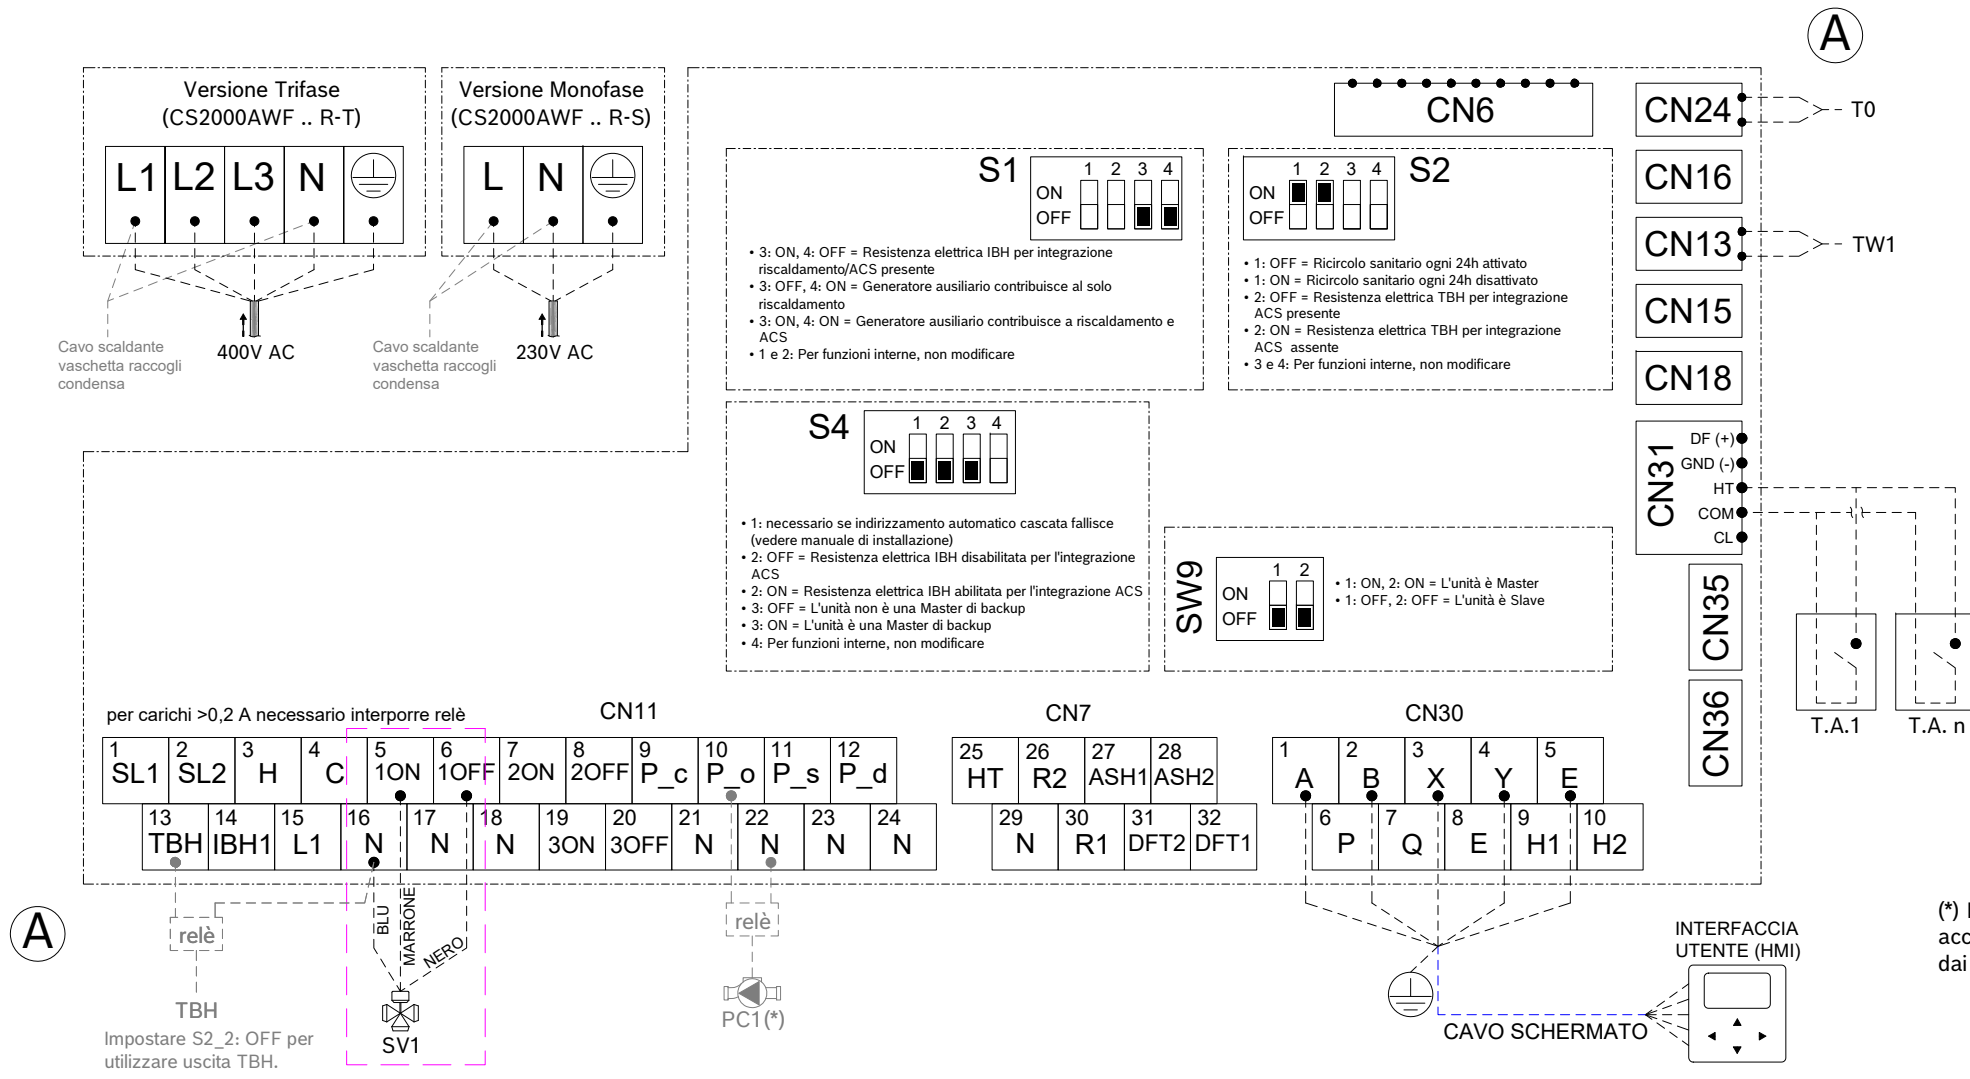 A
Versione Trifase
(CS2000AWF .. R-T)
L1 L2 L3 N
Cavo scaldante
vaschetta raccogli
condensa
400V AC
Versione Monofase
(CS2000AWF .. R-S)
L N
Cavo scaldante
vaschetta raccogli
condensa
230V AC
CN6
S1
1 2 3 4
ON
OFF
• 3: ON, 4: OFF = Resistenza elettrica IBH per integrazione
riscaldamento/ACS presente
• 3: OFF, 4: ON = Generatore ausiliario contribuisce al solo
riscaldamento
• 3: ON, 4: ON = Generatore ausiliario contribuisce a riscaldamento e
ACS
• 1 e 2: Per funzioni interne, non modificare
S2
1 2 3 4
ON
OFF
• 1: OFF = Ricircolo sanitario ogni 24h attivato
• 1: ON = Ricircolo sanitario ogni 24h disattivato
• 2: OFF = Resistenza elettrica TBH per integrazione
ACS presente
• 2: ON = Resistenza elettrica TBH per integrazione
ACS assente
• 3 e 4: Per funzioni interne, non modificare
S4
1 2 3 4
ON
OFF
• 1: necessario se indirizzamento automatico cascata fallisce
(vedere manuale di installazione)
• 2: OFF = Resistenza elettrica IBH disabilitata per l'integrazione
ACS
• 2: ON = Resistenza elettrica IBH abilitata per l'integrazione ACS
• 3: OFF = L'unità non è una Master di backup
• 3: ON = L'unità è una Master di backup
• 4: Per funzioni interne, non modificare
SW9
1 2
ON
OFF
• 1: ON, 2: ON = L'unità è Master
• 1: OFF, 2: OFF = L'unità è Slave
CN24
T0
CN16
CN13
TW1
CN15
CN18
CN31
DF (+)
GND (-)
HT
COM
CL
CN35
CN36
T.A.1
T.A. n
per carichi >0,2 A necessario interporre relè
CN11
1 2 3 4 5 6 7 8 9 10 11 12
SL1 SL2 H C 1ON 1OFF 2ON 2OFF P_c P_o P_s P_d
13 14 15 16 17 18 19 20 21 22 23 24
TBH IBH1 L1 N N N 3ON 3OFF N N N N
CN7
25 26 27 28
HT R2 ASH1 ASH2
29 30 31 32
N R1 DFT2 DFT1
CN30
1 2 3 4 5
A B X Y E
6 7 8 9 10
P Q E H1 H2
A
relè
TBH
Impostare S2_2: OFF per
utilizzare uscita TBH.
BLU
MARRONE
NERO
SV1
relè
PC1(*)
CAVO SCHERMATO
INTERFACCIA
UTENTE (HMI)
(*)
acc
dai